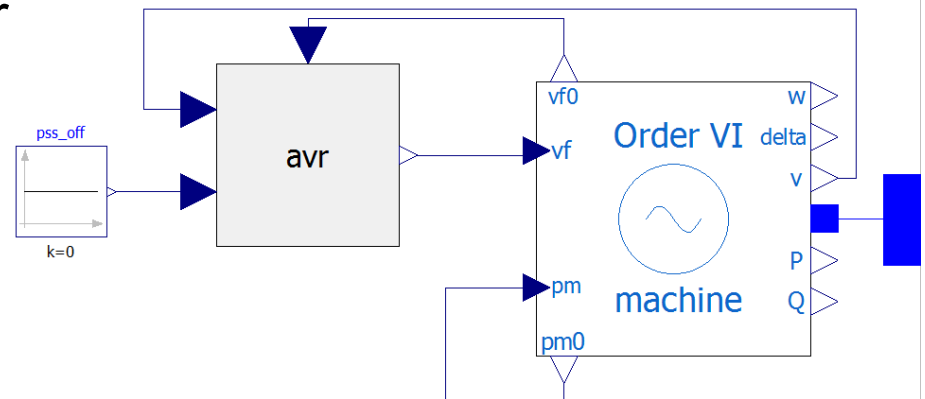 vf0
w
Order VI
delta
pss_off
vf
avr
v
k=0
P
pm
machine
Q
pm0